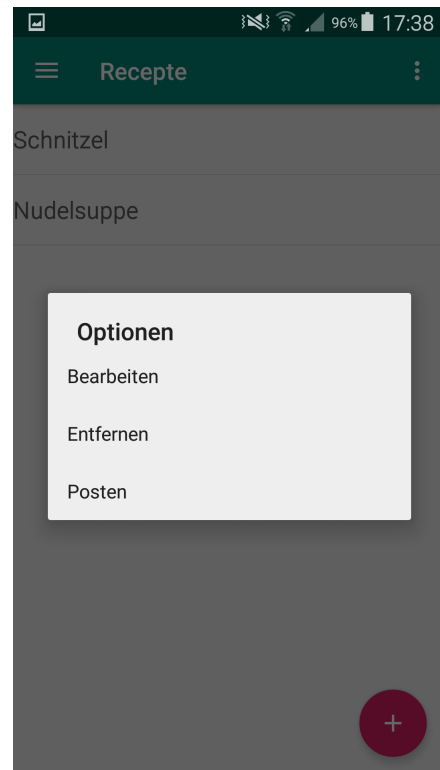 96% 17:38
Recepte
Schnitzel
Nudelsuppe
Optionen
Bearbeiten
Entfernen
Posten